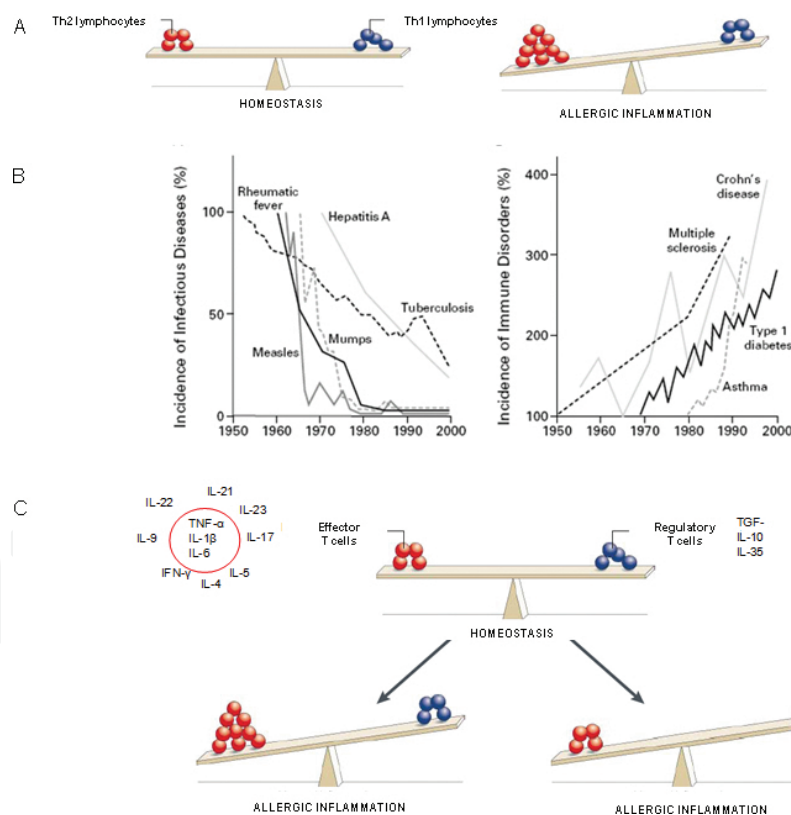 A
Th2 lymphocytes
Th1 lymphocytes
HOMEOSTASIS
ALLERGIC INFLAMMATION
B
Incidence of Infectious Diseases (%)
100
50
0
1950
1960
1970
1980
1990
2000
Rheumatic
fever
Hepatitis A
Tuberculosis
Mumps
Measles
Incidence of Immune Disorders (%)
400
300
200
100
1950
1960
1970
1980
1990
2000
Crohn's
disease
Multiple
sclerosis
Type 1
diabetes
Asthma
C
IL-21
IL-22
IL-23
TNF-α
IL-9
IL-1β
IL-17
IL-6
IFN-γ
IL-5
IL-4
Effector
T cells
Regulatory
T cells
TGF-
IL-10
IL-35
HOMEOSTASIS
ALLERGIC INFLAMMATION
ALLERGIC INFLAMMATION